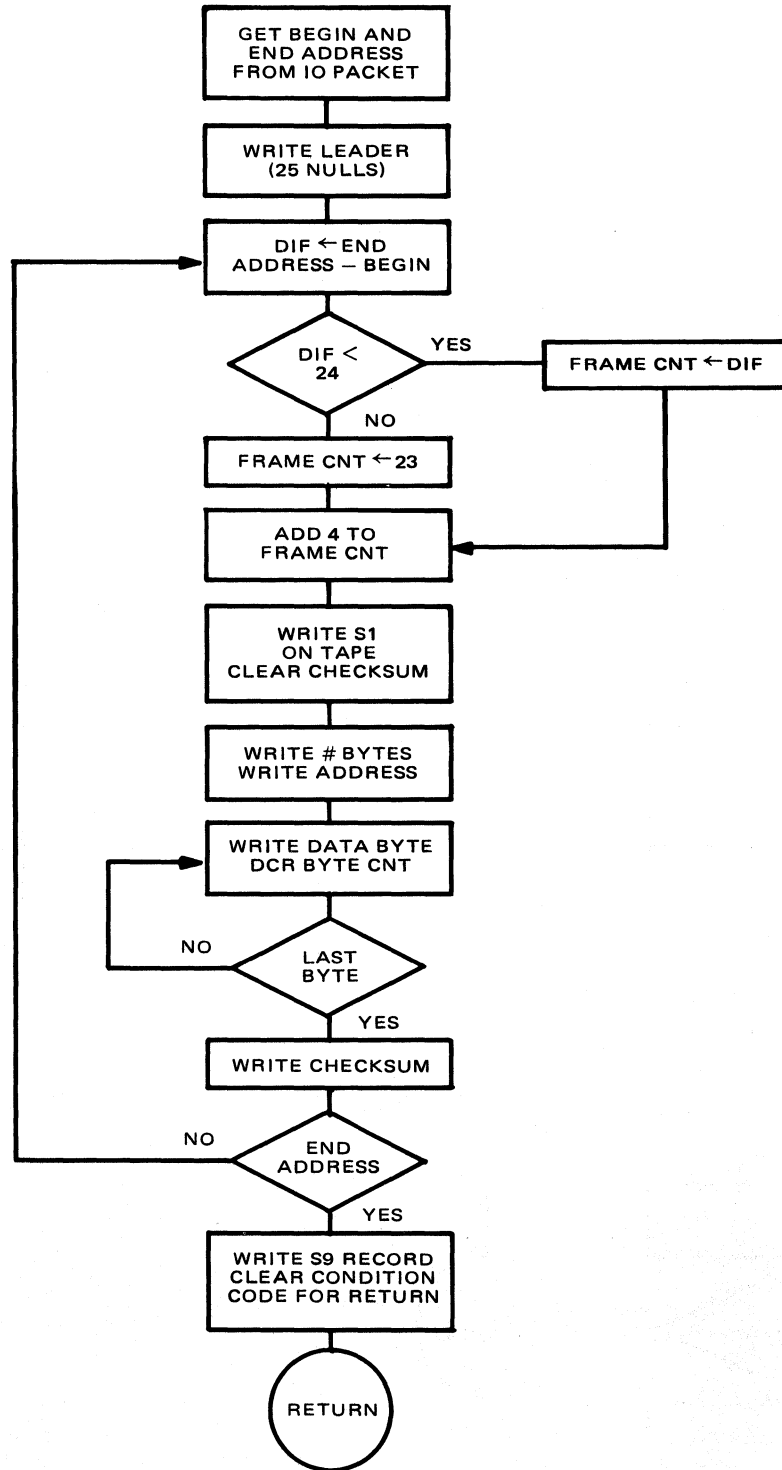 GET BEGIN AND
END ADDRESS
FROM IO PACKET
WRITE LEADER
(25 NULLS)
DIF ← END
ADDRESS – BEGIN
DIF <
24
YES
FRAME CNT ← DIF
NO
FRAME CNT ← 23
ADD 4 TO
FRAME CNT
WRITE S1
ON TAPE
CLEAR CHECKSUM
WRITE # BYTES
WRITE ADDRESS
WRITE DATA BYTE
DCR BYTE CNT
NO
LAST
BYTE
YES
WRITE CHECKSUM
NO
END
ADDRESS
YES
WRITE S9 RECORD
CLEAR CONDITION
CODE FOR RETURN
RETURN